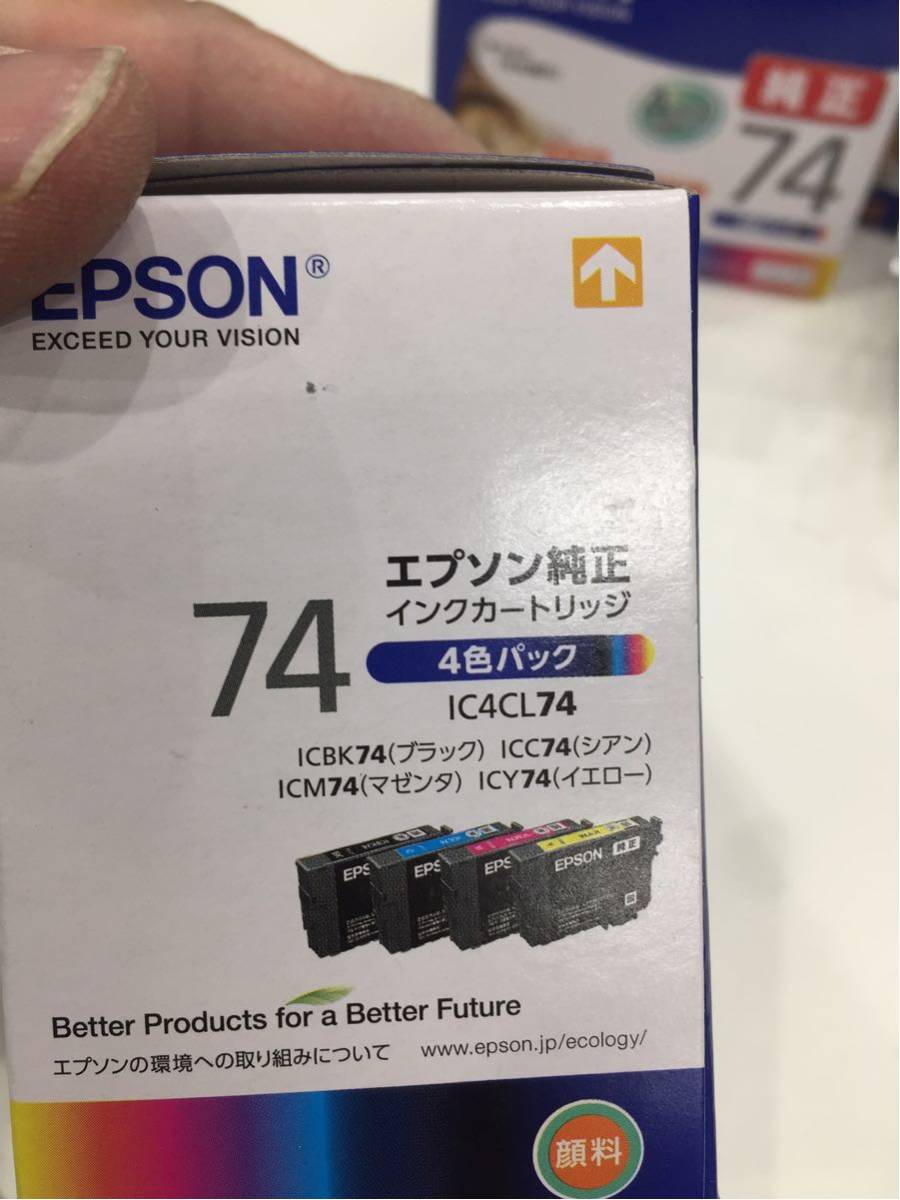 純正
74
EPSON®
EXCEED YOUR VISION
エプソン純正
インクカートリッジ
74
4色パック
IC4CL74
ICBK74(ブラック) ICC74(シアン)
ICM74(マゼンタ) ICY74(イエロー)
EPS EPS EPS EPSON 純正
Better Products for a Better Future
エプソンの環境への取り組みについて www.epson.jp/ecology/
顔料